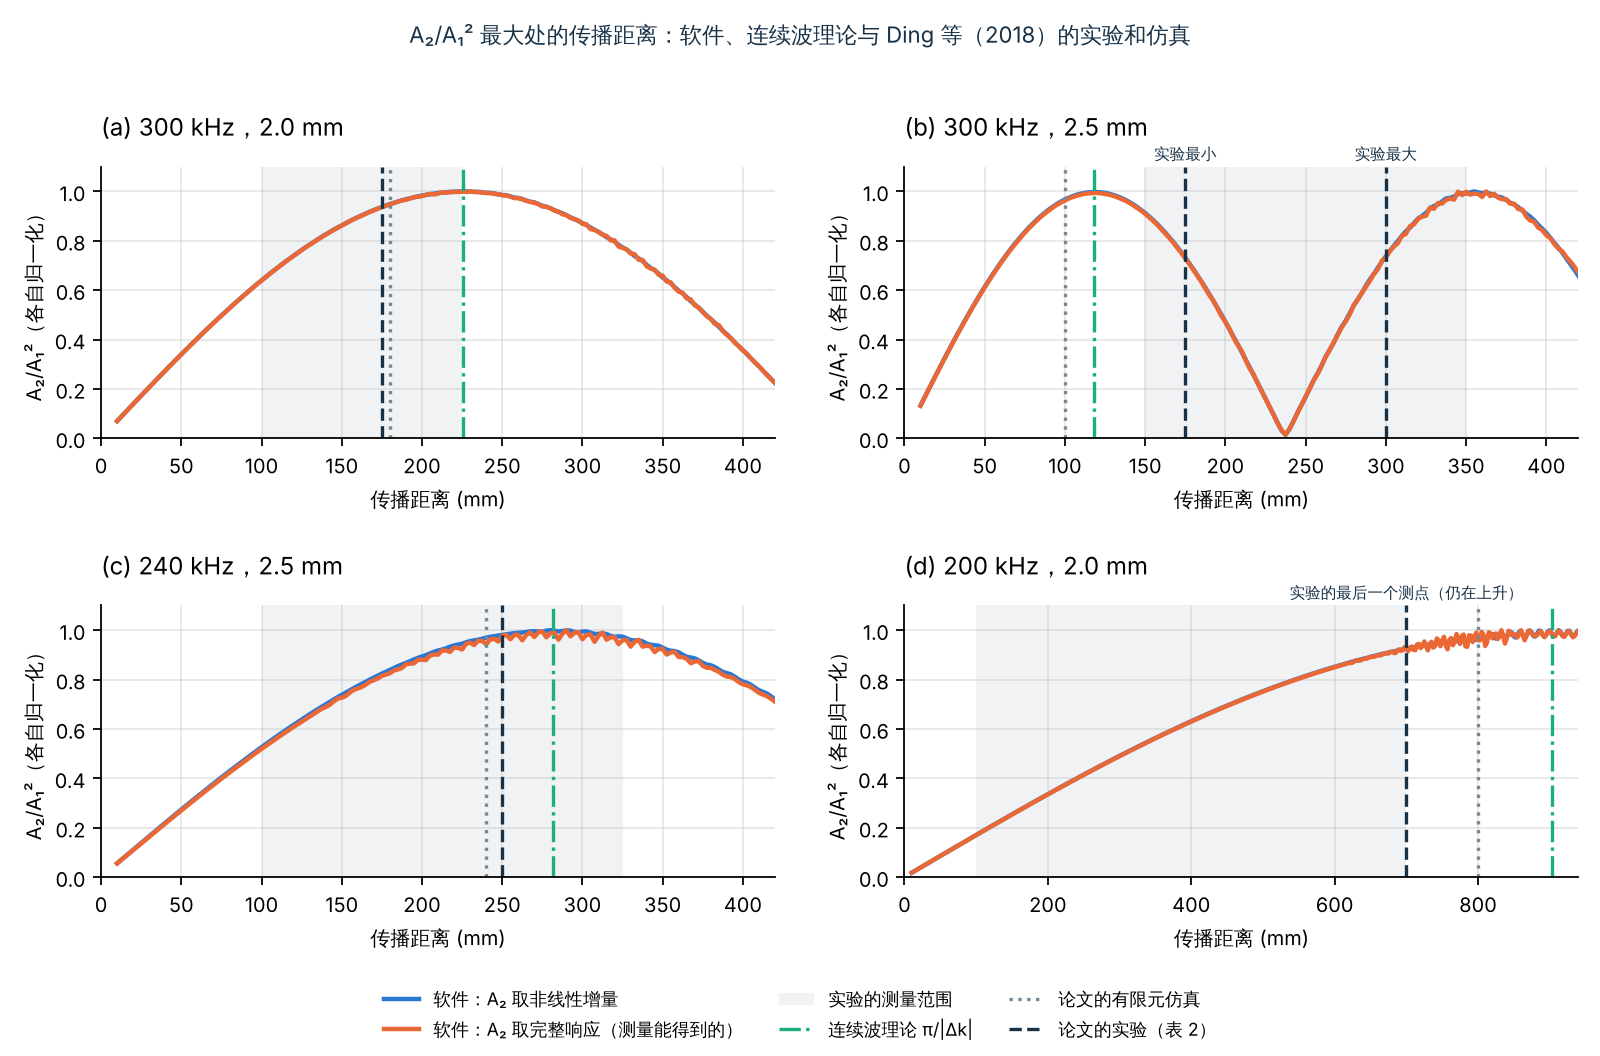 A₂/A₁² 最大处的传播距离：软件、连续波理论与 Ding 等（2018）的实验和仿真
(a) 300 kHz，2.0 mm
A₂/A₁²（各自归一化）
1.0
0.8
0.6
0.4
0.2
0.0
0 50 100 150 200 250 300 350 400
传播距离 (mm)
(b) 300 kHz，2.5 mm
实验最小 实验最大
A₂/A₁²（各自归一化）
1.0
0.8
0.6
0.4
0.2
0.0
0 50 100 150 200 250 300 350 400
传播距离 (mm)
(c) 240 kHz，2.5 mm
A₂/A₁²（各自归一化）
1.0
0.8
0.6
0.4
0.2
0.0
0 50 100 150 200 250 300 350 400
传播距离 (mm)
(d) 200 kHz，2.0 mm
实验的最后一个测点（仍在上升）
A₂/A₁²（各自归一化）
1.0
0.8
0.6
0.4
0.2
0.0
0 200 400 600 800
传播距离 (mm)
软件：A₂ 取非线性增量
软件：A₂ 取完整响应（测量能得到的）
实验的测量范围
连续波理论 π/|Δk|
论文的有限元仿真
论文的实验（表 2）